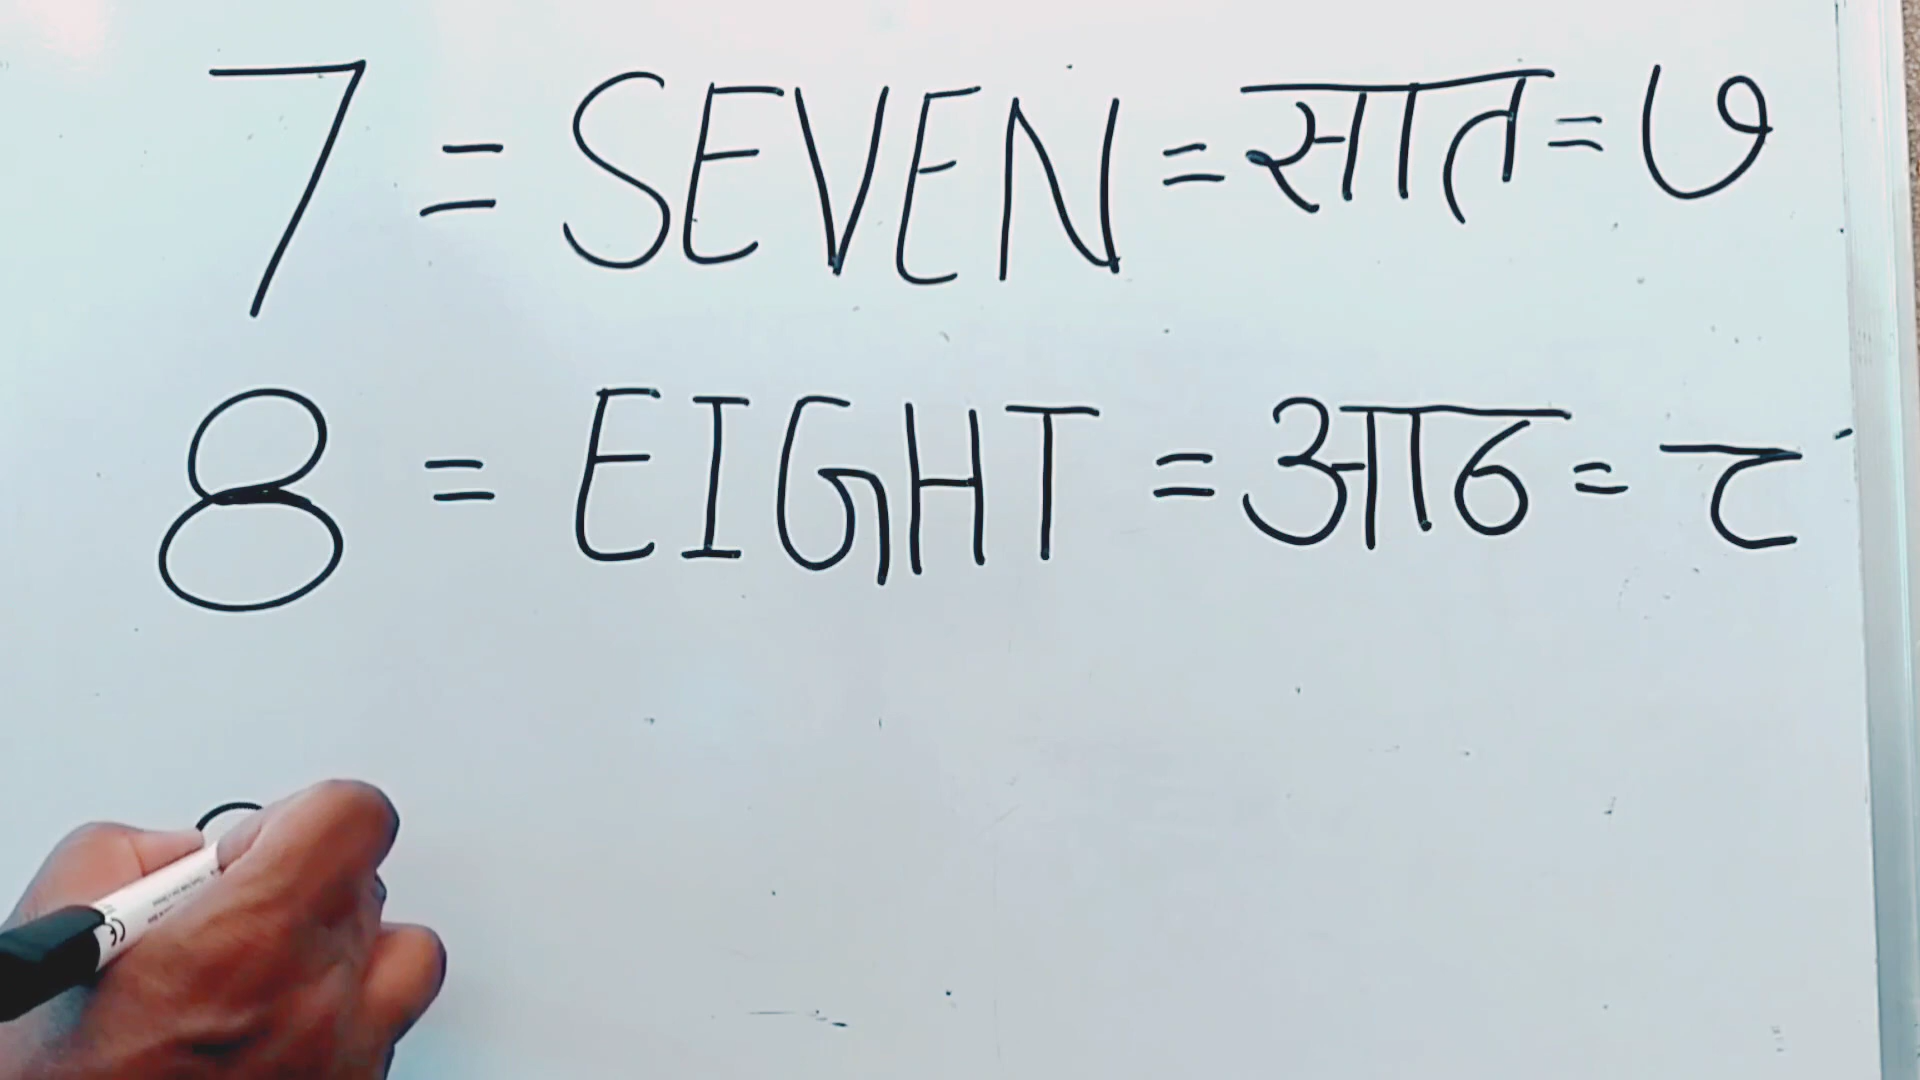 7 = SEVEN = सात = ७
8 = EIGHT = आठ = ८